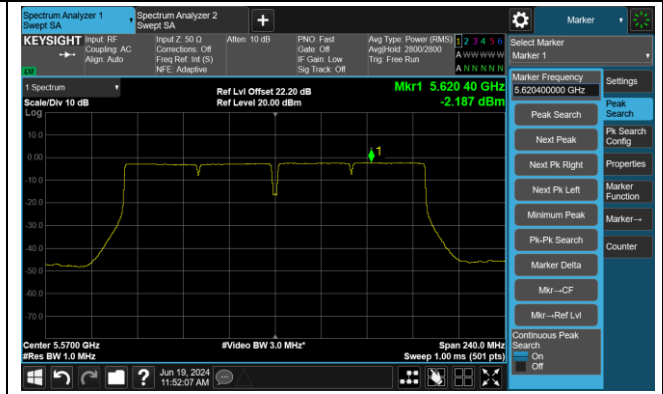 Spectrum Analyzer 1
Swept SA
Spectrum Analyzer 2
Swept SA
Marker
KEYSIGHT
Input: RF
Coupling: AC
Align: Auto
Input Z: 50 Ω
Corrections: Off
Freq Ref: Int (S)
NFE: Adaptive
Atten: 10 dB
PNO: Fast
Gate: Off
IF Gain: Low
Sig Track: Off
Avg Type: Power (RMS)
Avg|Hold: 2800/2800
Trig: Free Run
1 2 3 4 5 6
A W W W W W
A N N N N N
Select Marker
Marker 1
1 Spectrum
Scale/Div 10 dB
Log
Ref Lvl Offset 22.20 dB
Ref Level 20.00 dBm
Mkr1 5.620 40 GHz
-2.187 dBm
10.0
0.00
-10.0
-20.0
-30.0
-40.0
-50.0
-60.0
-70.0
1
Center 5.5700 GHz
#Res BW 1.0 MHz
#Video BW 3.0 MHz*
Span 240.0 MHz
Sweep 1.00 ms (501 pts)
Marker Frequency
5.620400000 GHz
Peak Search
Next Peak
Next Pk Right
Next Pk Left
Minimum Peak
Pk-Pk Search
Marker Delta
Mkr→CF
Mkr→Ref Lvl
Continuous Peak
Search
On
Off
Settings
Peak
Search
Pk Search
Config
Properties
Marker
Function
Marker→
Counter
?
Jun 19, 2024
11:52:07 AM